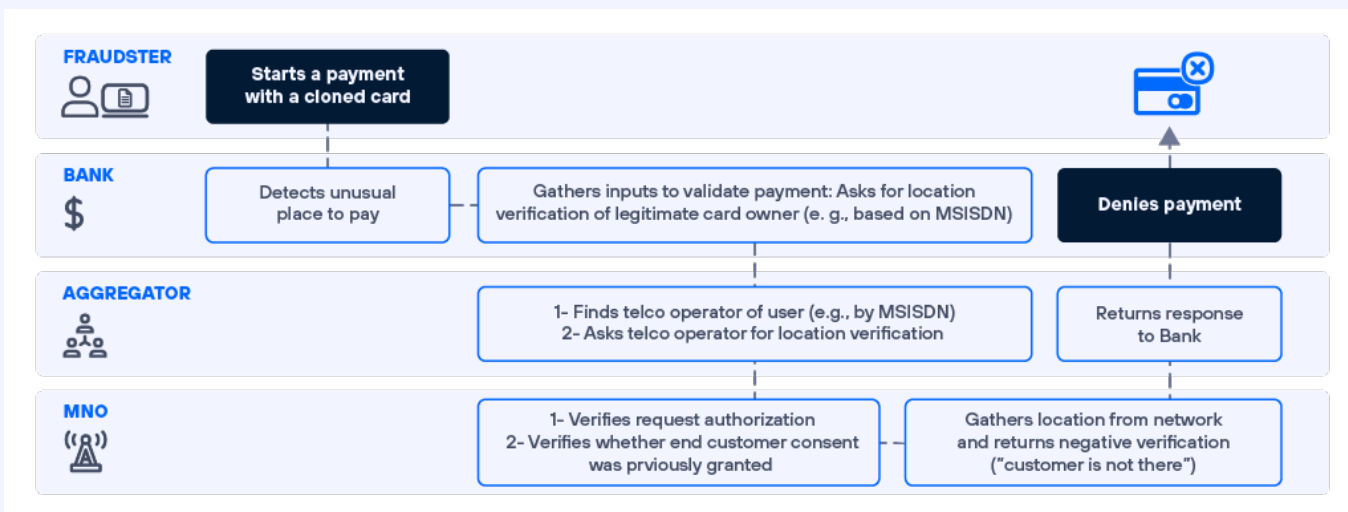 FRAUDSTER
Starts a payment
with a cloned card
BANK
$
Detects unusual
place to pay
Gathers inputs to validate payment: Asks for location
verification of legitimate card owner (e. g., based on MSISDN)
Denies payment
AGGREGATOR
1- Finds telco operator of user (e.g., by MSISDN)
2- Asks telco operator for location verification
Returns response
to Bank
MNO
1- Verifies request authorization
2- Verifies whether end customer consent
was prviously granted
Gathers location from network
and returns negative verification
("customer is not there")